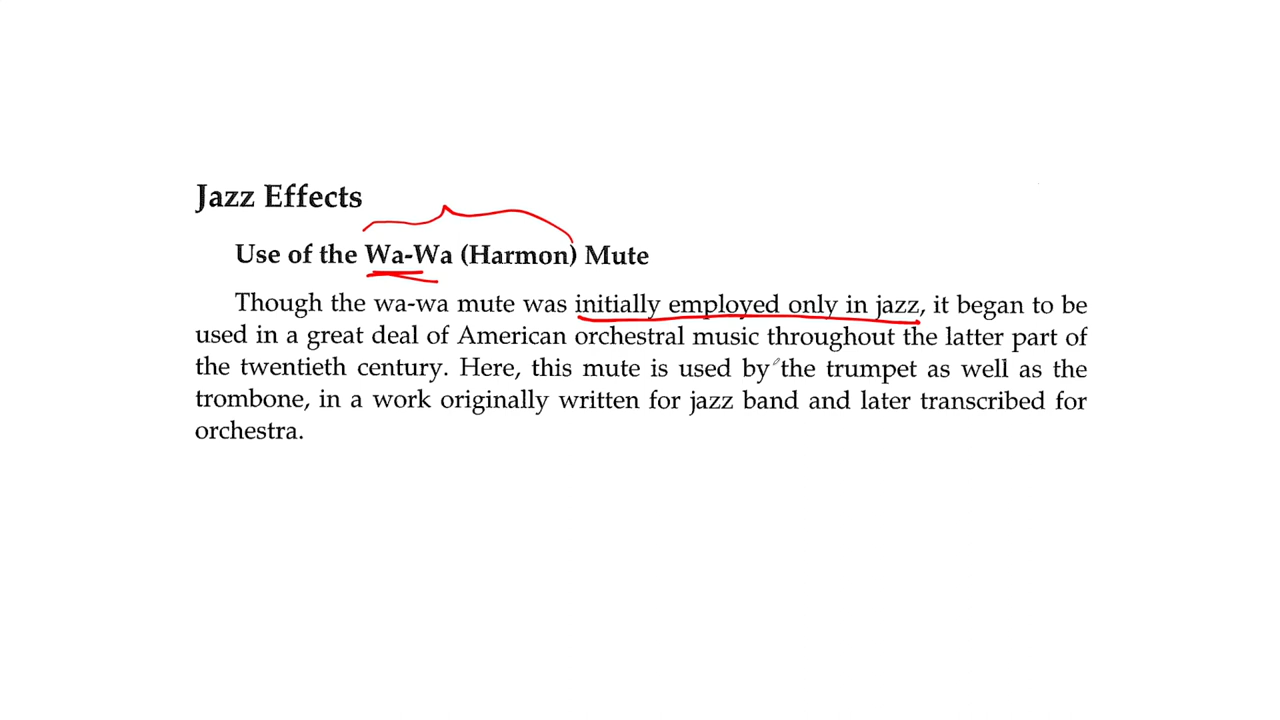 Jazz Effects
Use of the Wa-Wa (Harmon) Mute
Though the wa-wa mute was initially employed only in jazz, it began to be
used in a great deal of American orchestral music throughout the latter part of
the twentieth century. Here, this mute is used by the trumpet as well as the
trombone, in a work originally written for jazz band and later transcribed for
orchestra.